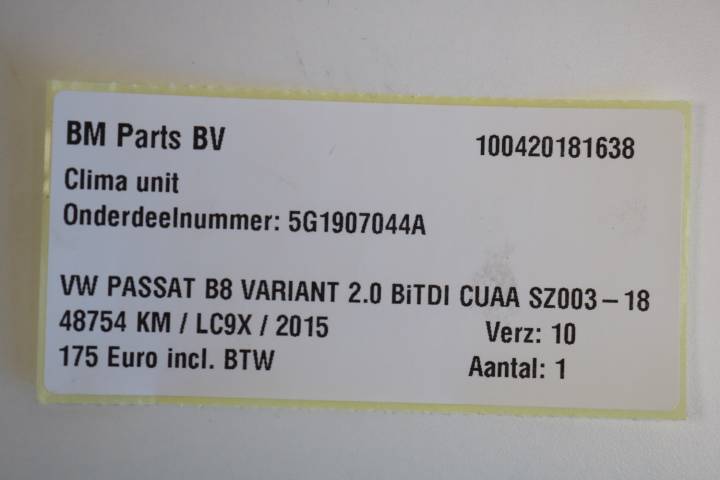 BM Parts BV 100420181638
Clima unit
Onderdeelnummer: 5G1907044A
VW PASSAT B8 VARIANT 2.0 BiTDI CUAA SZ003-18
48754 KM / LC9X / 2015 Verz: 10
175 Euro incl. BTW Aantal: 1